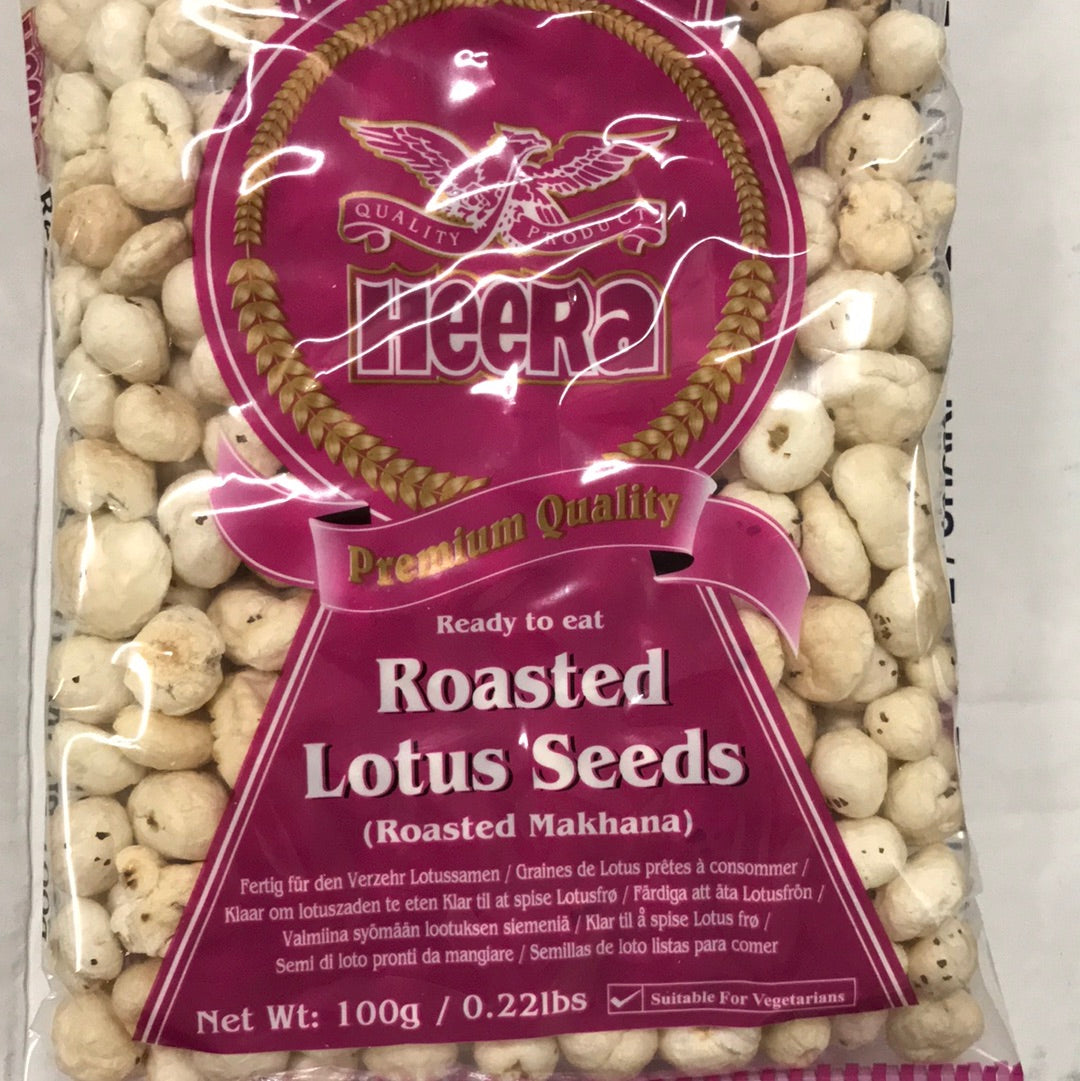 QUALITY PRODUCTS
HeeRa
Premium Quality
Ready to eat
Roasted
Lotus Seeds
(Roasted Makhana)
Fertig für den Verzehr Lotussamen / Graines de Lotus prêtes à consommer /
Klaar om lotuszaden te eten Klar til at spise Lotusfrø / Färdiga att äta Lotusfrön /
Valmiina syömään lootuksen siemeniä / Klar til å spise Lotus frø /
Semi di loto pronti da mangiare / Semillas de loto listas para comer
Net Wt: 100g / 0.22lbs
Suitable For Vegetarians